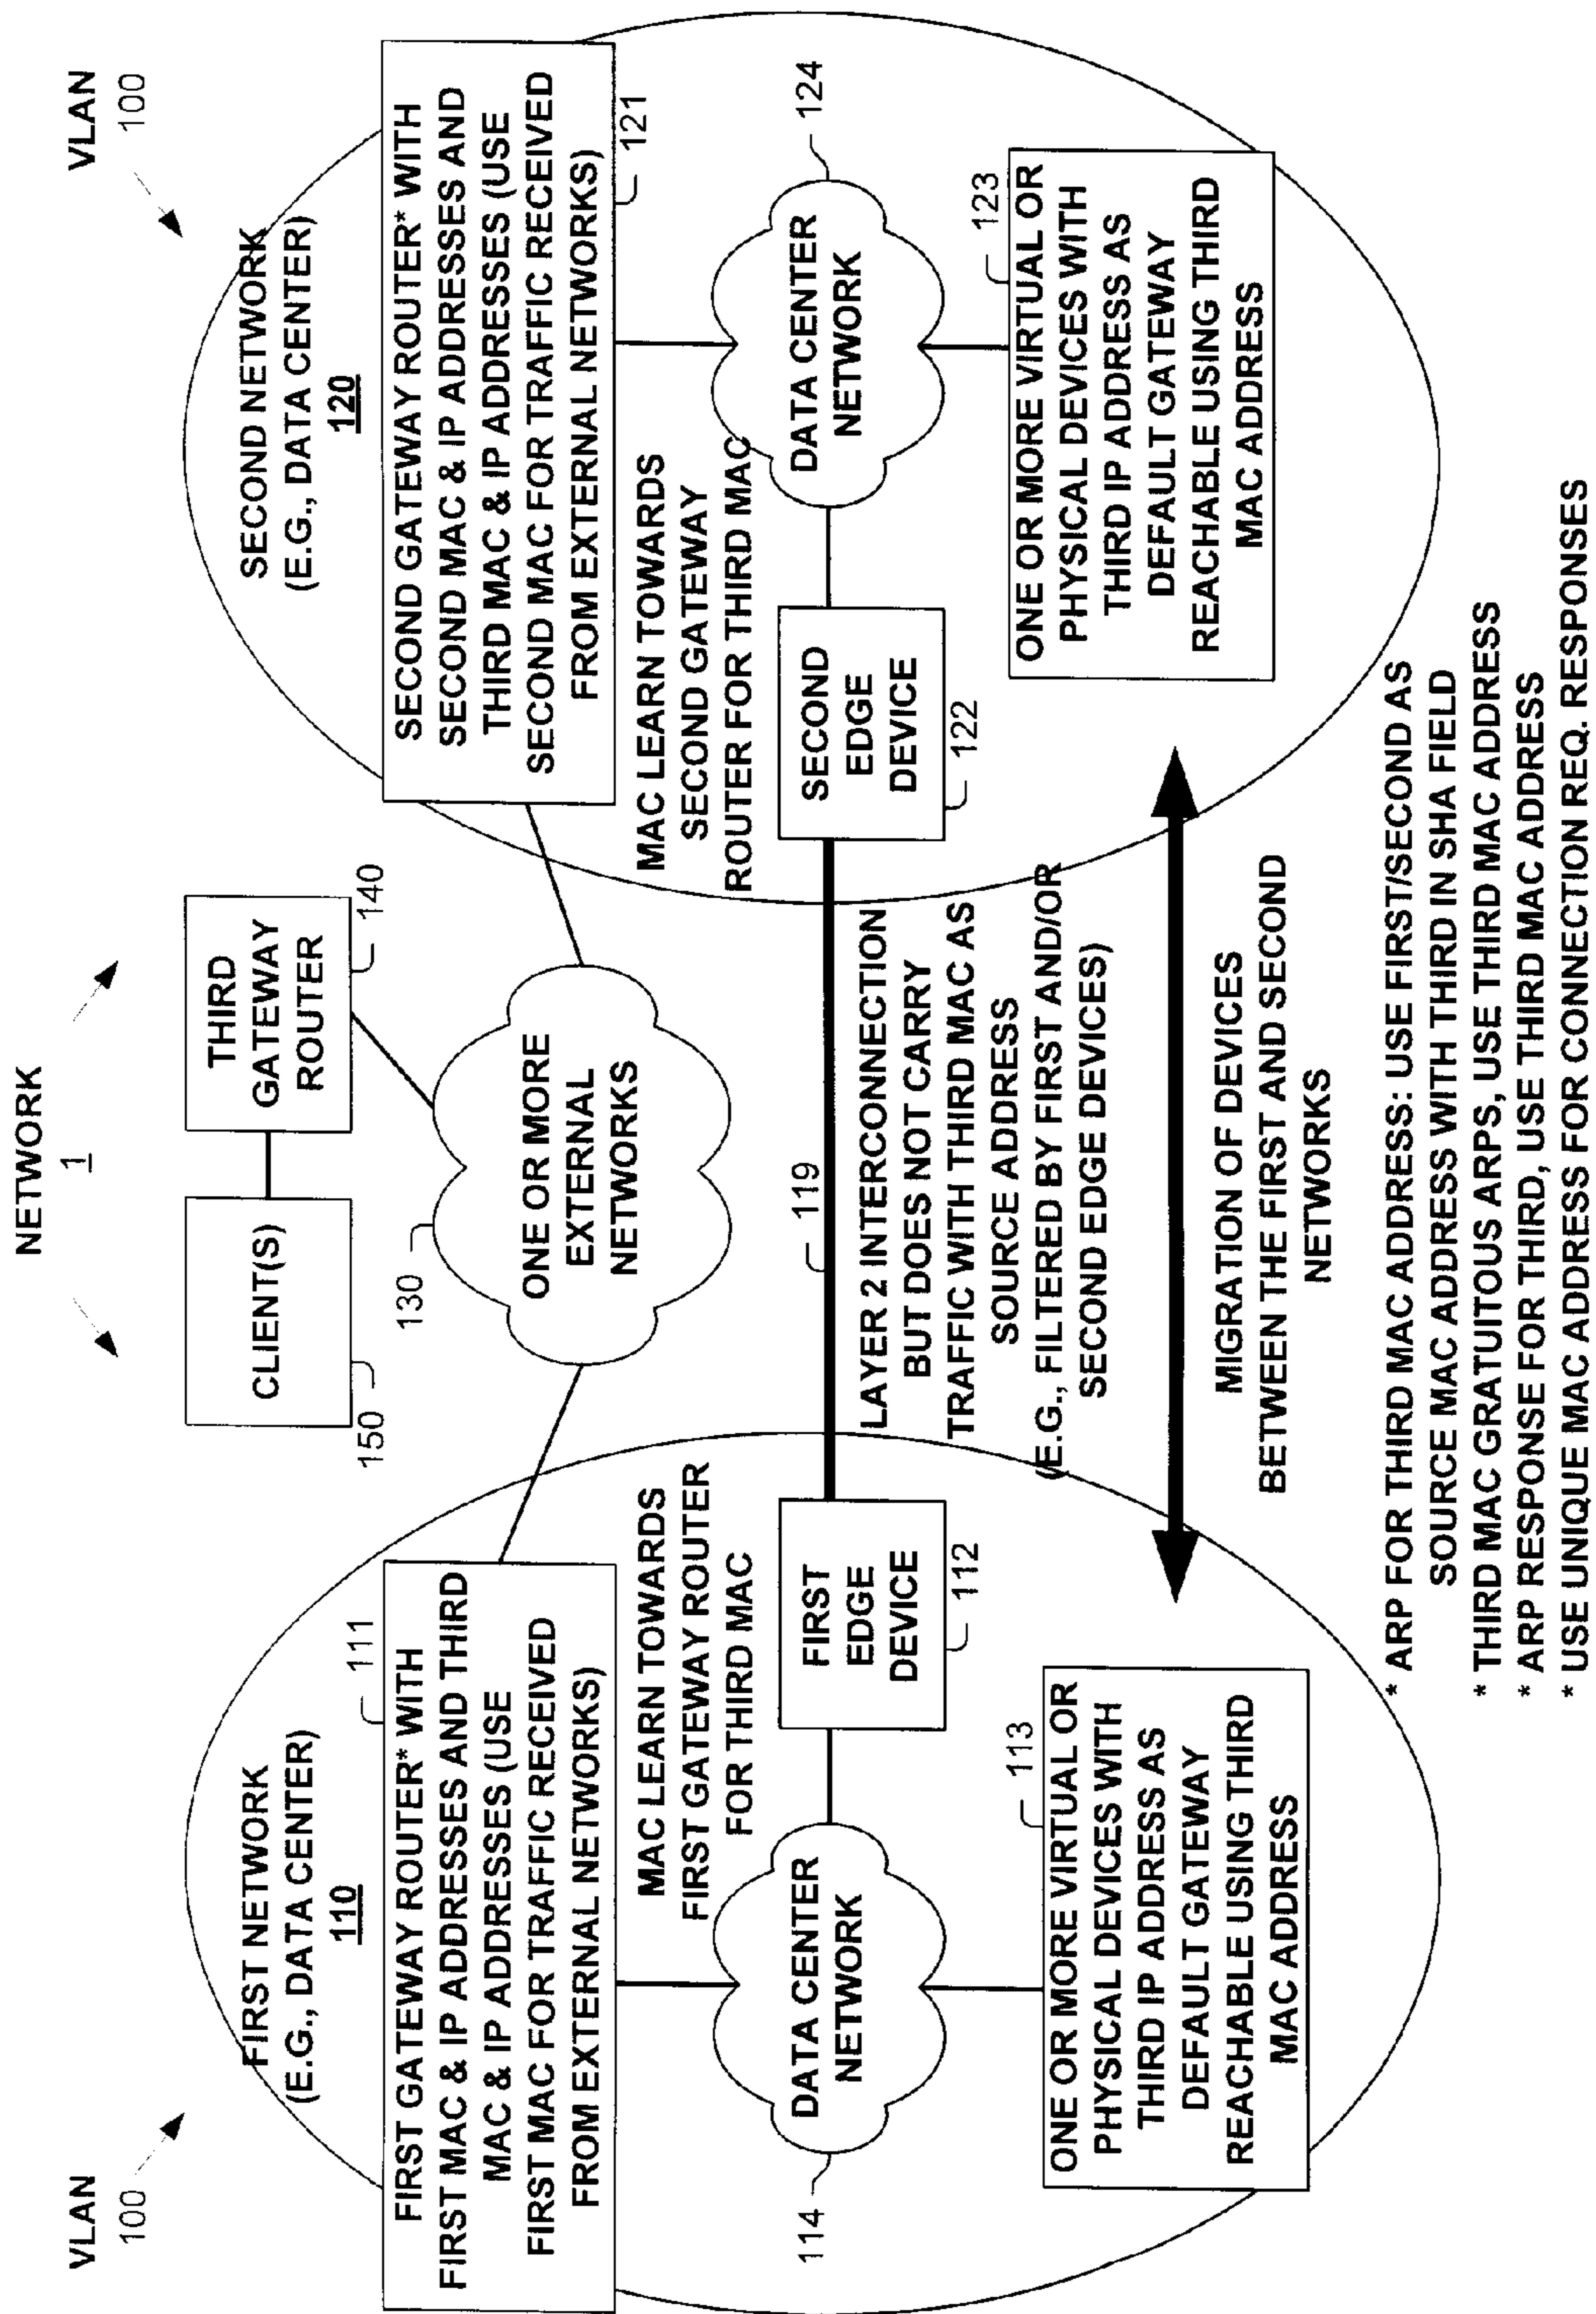 NETWORK
1
VLAN
100
VLAN
100
FIRST NETWORK
(E.G., DATA CENTER)
110
FIRST GATEWAY ROUTER* WITH
FIRST MAC & IP ADDRESSES AND THIRD
MAC & IP ADDRESSES (USE
FIRST MAC FOR TRAFFIC RECEIVED
FROM EXTERNAL NETWORKS)
111
MAC LEARN TOWARDS
FIRST GATEWAY ROUTER
FOR THIRD MAC
DATA CENTER
NETWORK
114
FIRST
EDGE
DEVICE
112
113
ONE OR MORE VIRTUAL OR
PHYSICAL DEVICES WITH
THIRD IP ADDRESS AS
DEFAULT GATEWAY
REACHABLE USING THIRD
MAC ADDRESS
CLIENT(S)
150
THIRD
GATEWAY
ROUTER
140
130
ONE OR MORE
EXTERNAL
NETWORKS
119
LAYER 2 INTERCONNECTION
BUT DOES NOT CARRY
TRAFFIC WITH THIRD MAC AS
SOURCE ADDRESS
(E.G., FILTERED BY FIRST AND/OR
SECOND EDGE DEVICES)
MIGRATION OF DEVICES
BETWEEN THE FIRST AND SECOND
NETWORKS
SECOND NETWORK
(E.G., DATA CENTER)
120
SECOND GATEWAY ROUTER* WITH
SECOND MAC & IP ADDRESSES AND
THIRD MAC & IP ADDRESSES (USE
SECOND MAC FOR TRAFFIC RECEIVED
FROM EXTERNAL NETWORKS)
121
MAC LEARN TOWARDS
SECOND GATEWAY
ROUTER FOR THIRD MAC
DATA CENTER
NETWORK
124
SECOND
EDGE
DEVICE
122
123
ONE OR MORE VIRTUAL OR
PHYSICAL DEVICES WITH
THIRD IP ADDRESS AS
DEFAULT GATEWAY
REACHABLE USING THIRD
MAC ADDRESS
* ARP FOR THIRD MAC ADDRESS: USE FIRST/SECOND AS
SOURCE MAC ADDRESS WITH THIRD IN SHA FIELD
* THIRD MAC GRATUITOUS ARPS, USE THIRD MAC ADDRESS
* ARP RESPONSE FOR THIRD, USE THIRD MAC ADDRESS
* USE UNIQUE MAC ADDRESS FOR CONNECTION REQ. RESPONSES